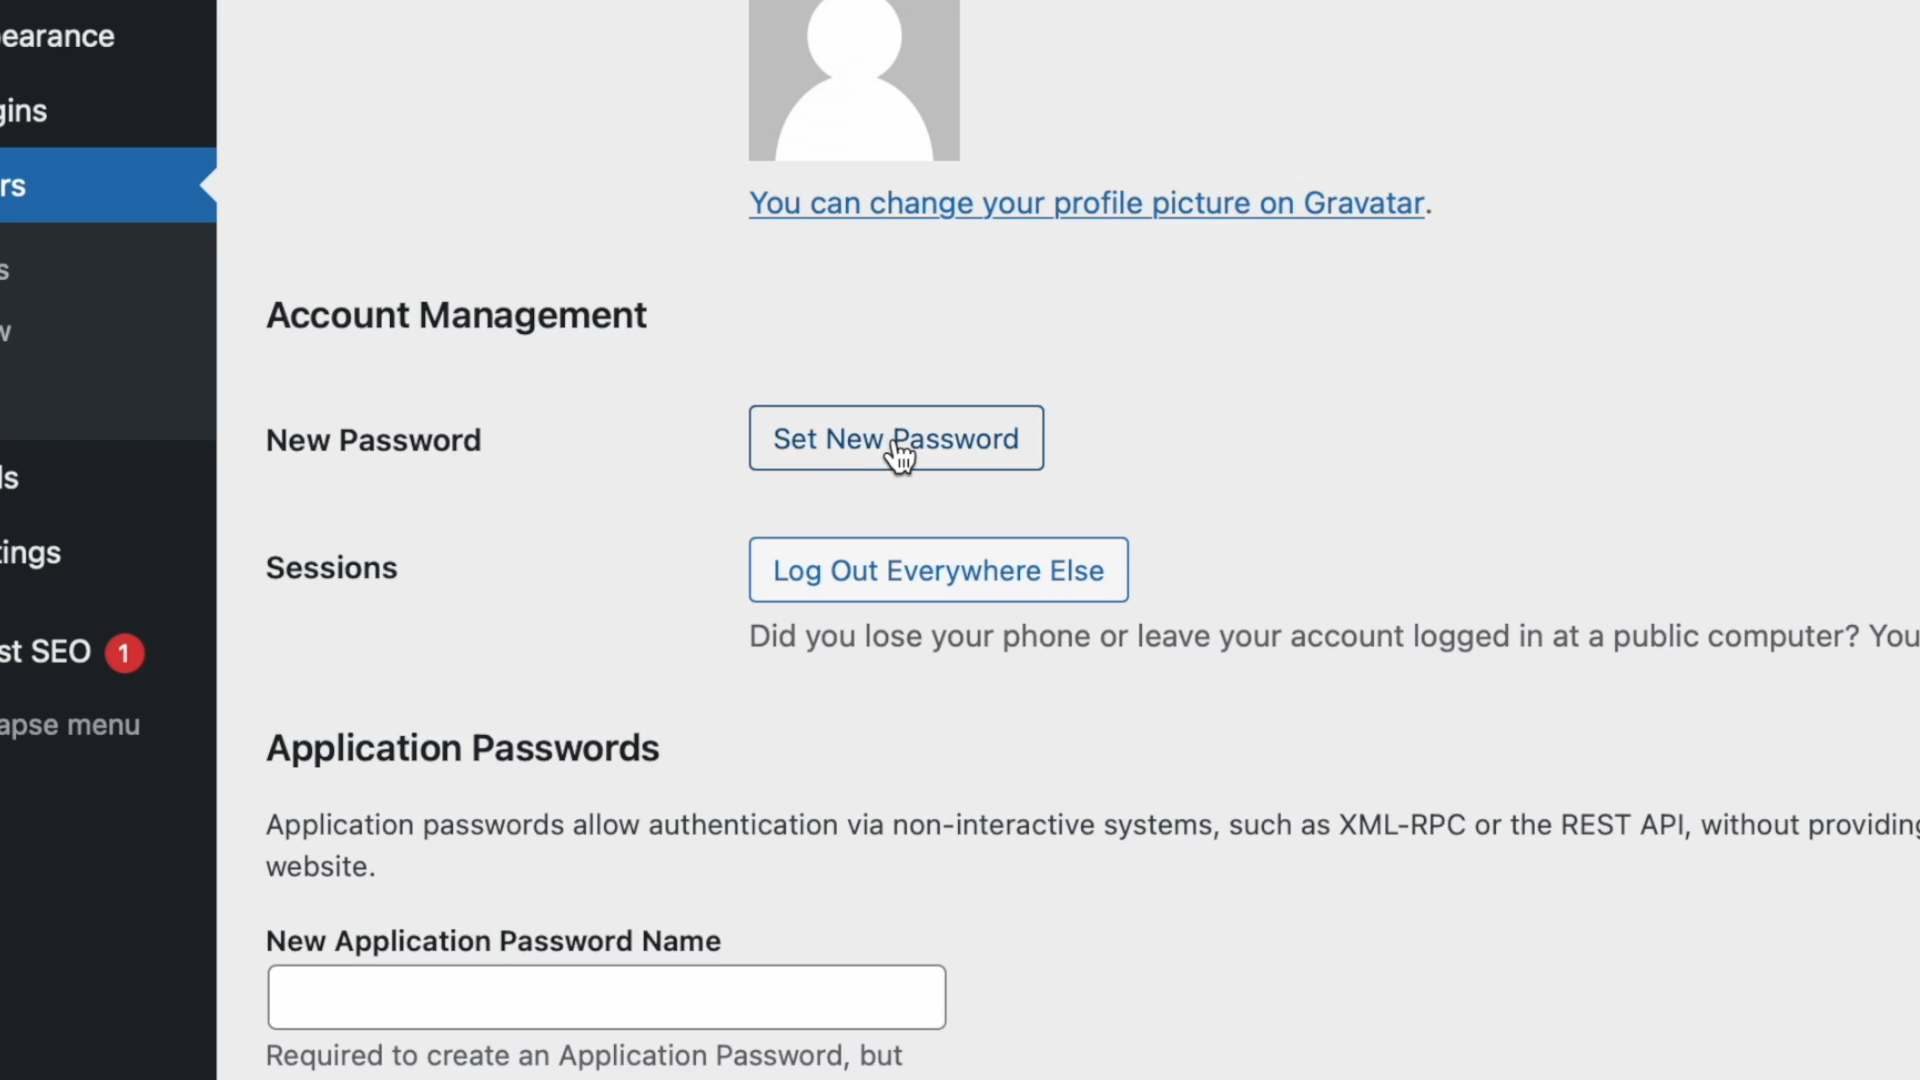 earance
gins
rs
s
w
ls
tings
st SEO 1
apse menu
You can change your profile picture on Gravatar.
Account Management
New Password
Set New Password
Sessions
Log Out Everywhere Else
Did you lose your phone or leave your account logged in at a public computer? You
Application Passwords
Application passwords allow authentication via non-interactive systems, such as XML-RPC or the REST API, without providing
website.
New Application Password Name
Required to create an Application Password, but